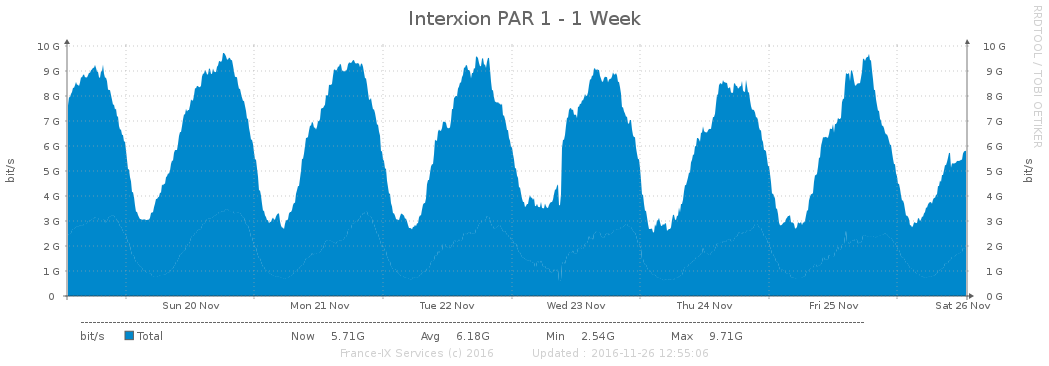 Interxion PAR 1 - 1 Week
RRDTOOL / TOBI OETIKER
bit/s
10 G
9 G
8 G
7 G
6 G
5 G
4 G
3 G
2 G
1 G
0
10 G
9 G
8 G
7 G
6 G
5 G
4 G
3 G
2 G
1 G
0 G
bit/s
Sun 20 Nov Mon 21 Nov Tue 22 Nov Wed 23 Nov Thu 24 Nov Fri 25 Nov Sat 26 Nov
bit/s Total Now 5.71G Avg 6.18G Min 2.54G Max 9.71G
France-IX Services (c) 2016 Updated : 2016-11-26 12:55:06